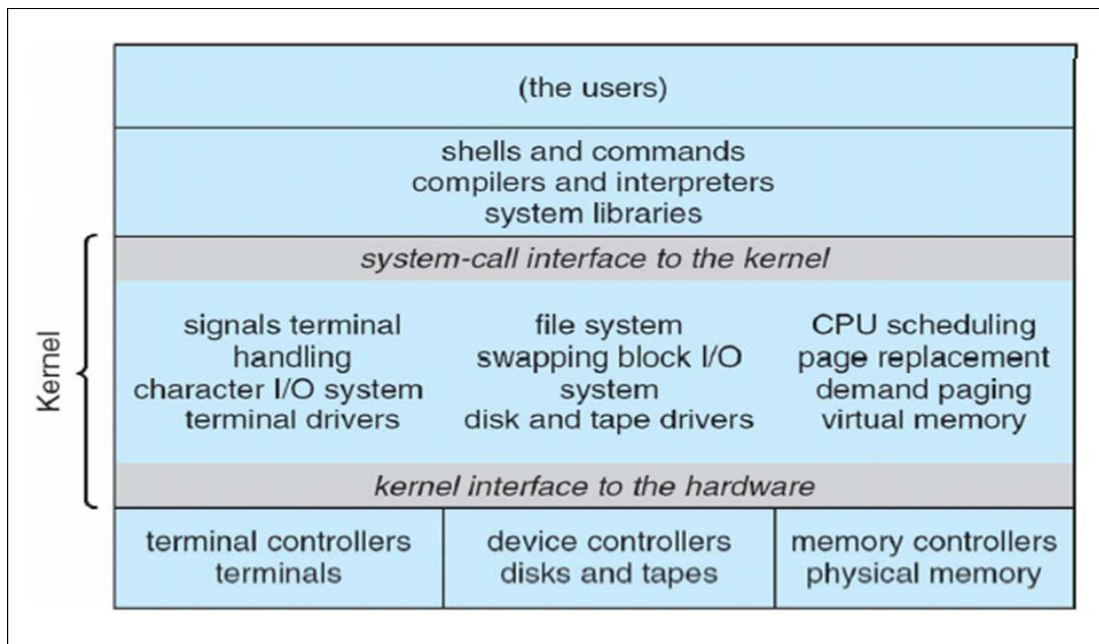 (the users)
shells and commands
compilers and interpreters
system libraries
Kernel
system-call interface to the kernel
signals terminal
handling
character I/O system
terminal drivers
file system
swapping block I/O
system
disk and tape drivers
CPU scheduling
page replacement
demand paging
virtual memory
kernel interface to the hardware
terminal controllers
terminals
device controllers
disks and tapes
memory controllers
physical memory